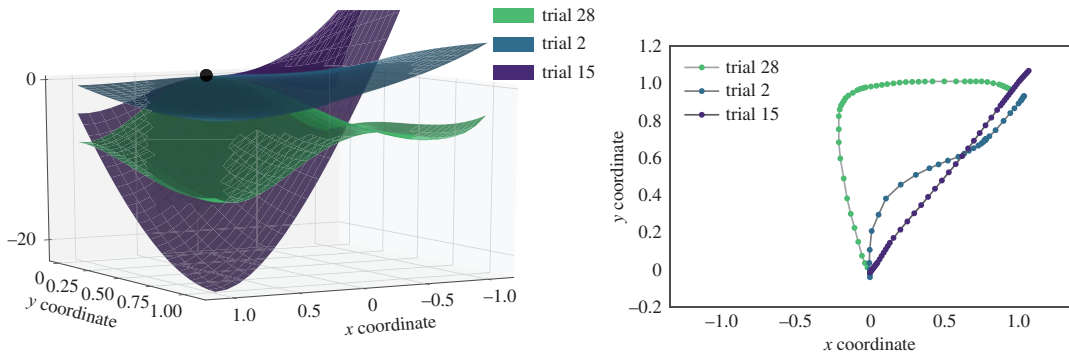 trial 28
trial 2
trial 15
0
–20
0
0.25
0.50
0.75
1.00
y coordinate
1.0
0.5
0
–0.5
–1.0
x coordinate
1.2
1.0
0.8
0.6
0.4
0.2
0
–0.2
y coordinate
trial 28
trial 2
trial 15
–1.0
–0.5
0
0.5
1.0
x coordinate